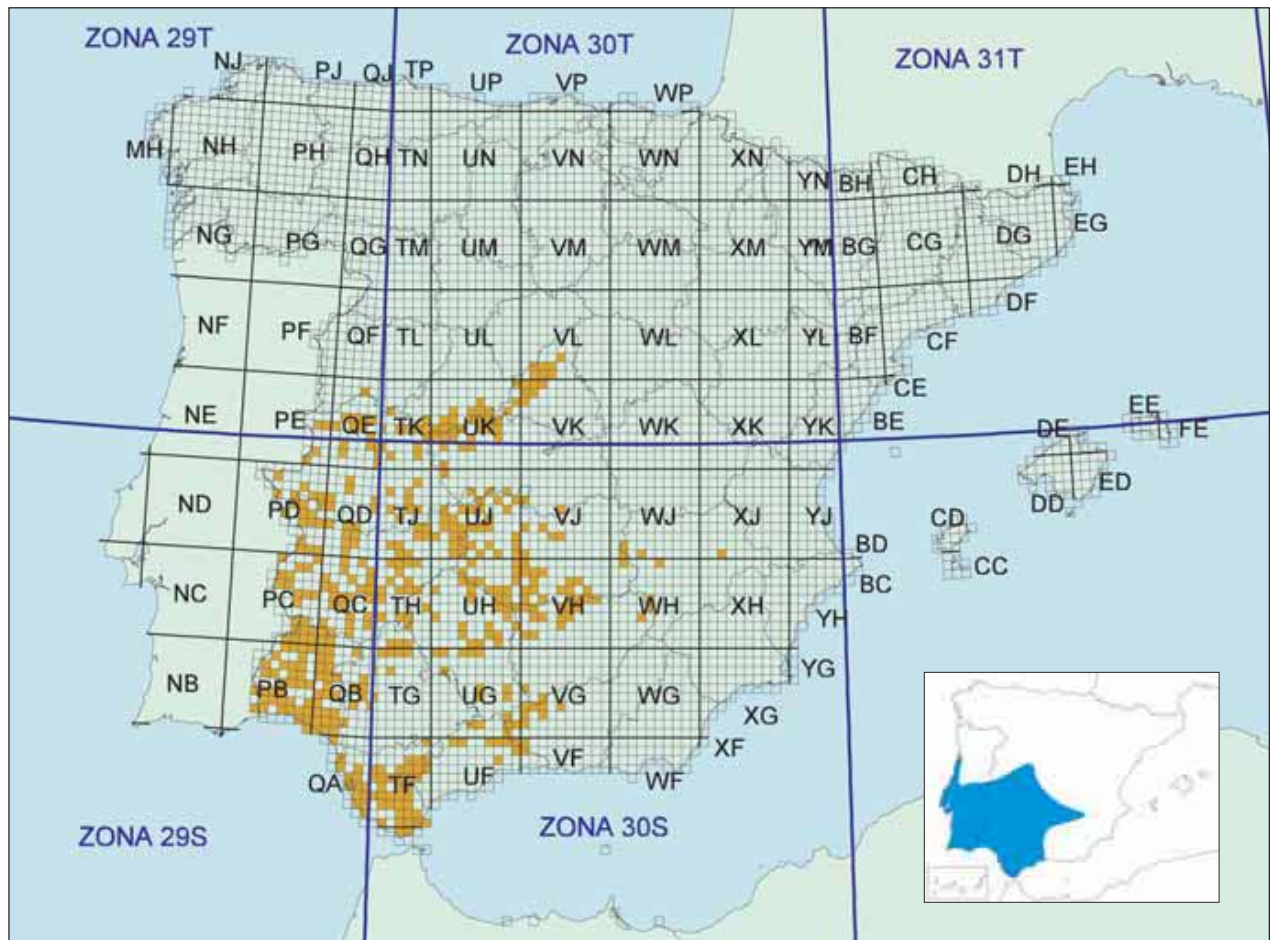 ZONA 29T
ZONA 30T
ZONA 31T
NJ PJ QJ TP UP VP WP
MH NH PH QH TN UN VN WN XN YN BH CH DH EH
NG PG QG TM UM VM WM XM YM BG CG DG EG
NF PF QF TL UL VL WL XL YL BF CF DF
NE PE QE TK UK VK WK XK YK BE CE
DE EE FE
ND PD QD TJ UJ VJ WJ XJ YJ BD CD DD ED
NC PC QC TH UH VH WH XH YH BC CC
NB PB QB TG UG VG WG XG YG
QA TF UF VF WF XF
ZONA 29S
ZONA 30S